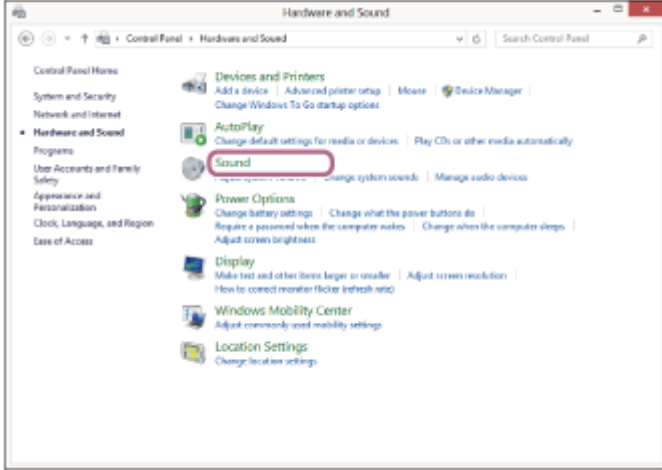 Hardware and Sound
Control Panel › Hardware and Sound
Search Control Panel
Control Panel Home
System and Security
Network and Internet
Hardware and Sound
Programs
User Accounts and Family
Safety
Appearance and
Personalization
Clock, Language, and Region
Ease of Access
Devices and Printers
Add a device | Advanced printer setup | Mouse | Device Manager
Change Windows To Go startup options
AutoPlay
Change default settings for media or devices | Play CDs or other media automatically
Sound
Change system sounds | Manage audio devices
Power Options
Change battery settings | Change what the power buttons do
Require a password when the computer wakes | Change when the computer sleeps
Adjust screen brightness
Display
Make text and other items larger or smaller | Adjust screen resolution
How to correct monitor flicker (refresh rate)
Windows Mobility Center
Adjust commonly used mobility settings
Location Settings
Change location settings